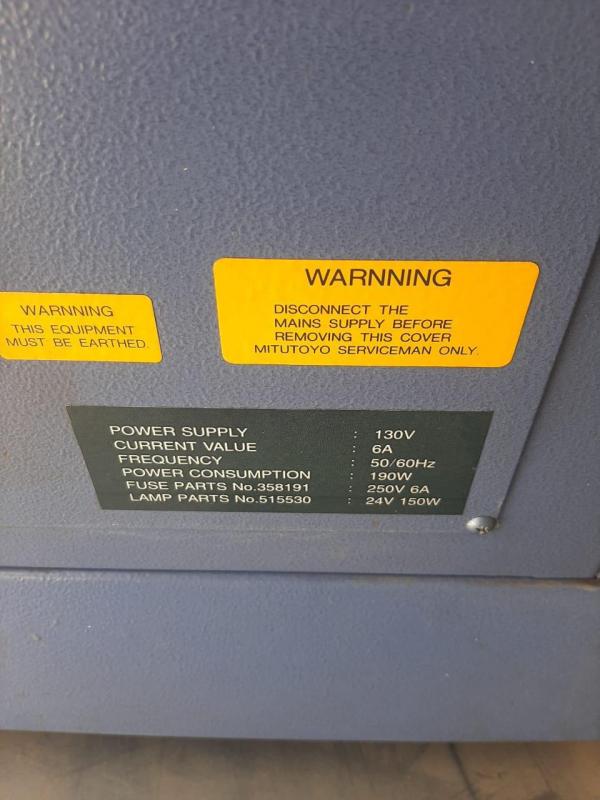 WARNNING
THIS EQUIPMENT
MUST BE EARTHED.
WARNNING
DISCONNECT THE
MAINS SUPPLY BEFORE
REMOVING THIS COVER
MITUTOYO SERVICEMAN ONLY.
POWER SUPPLY : 130V
CURRENT VALUE : 6A
FREQUENCY : 50/60Hz
POWER CONSUMPTION : 190W
FUSE PARTS No.358191 : 250V 6A
LAMP PARTS No.515530 : 24V 150W